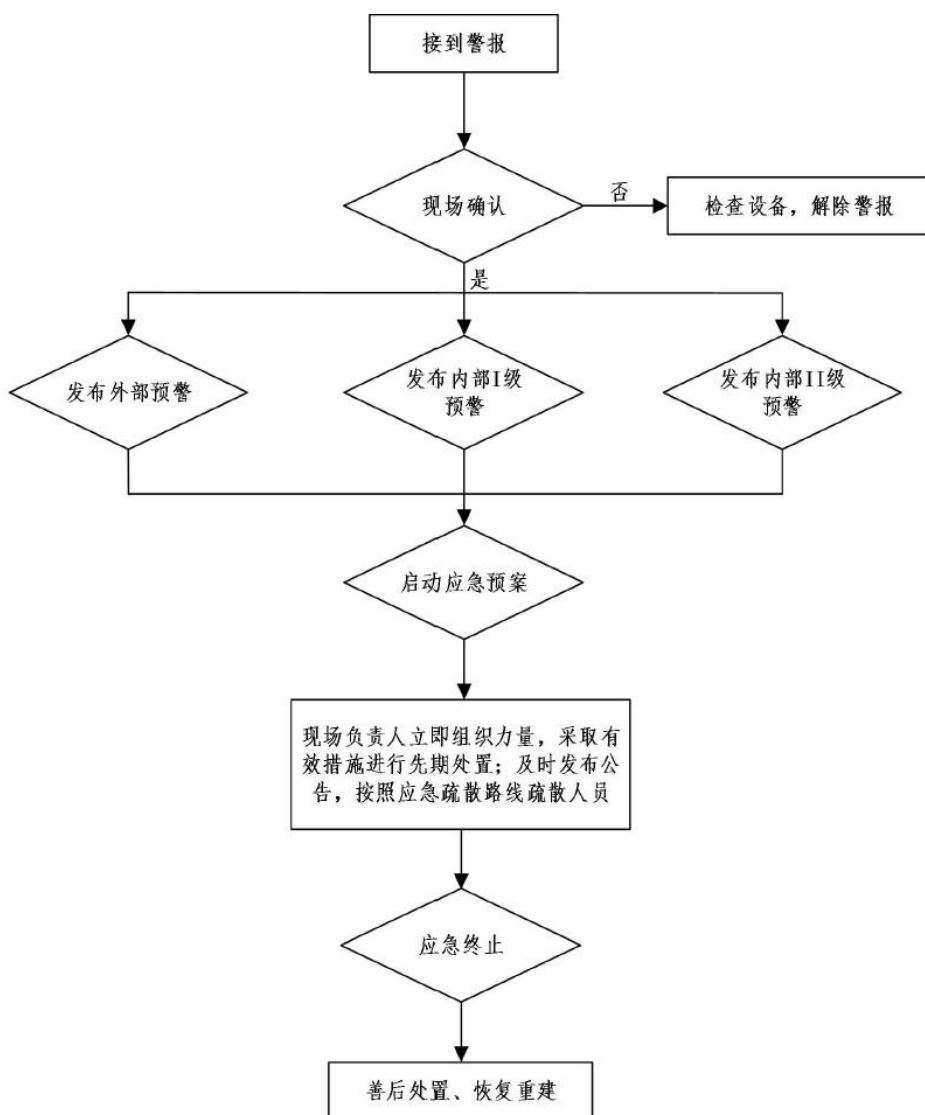 接到警报
现场确认
否
检查设备，解除警报
是
发布外部预警
发布内部I级
预警
发布内部II级
预警
启动应急预案
现场负责人立即组织力量，采取有
效措施进行先期处置；及时发布公
告，按照应急疏散路线疏散人员
应急终止
善后处置、恢复重建